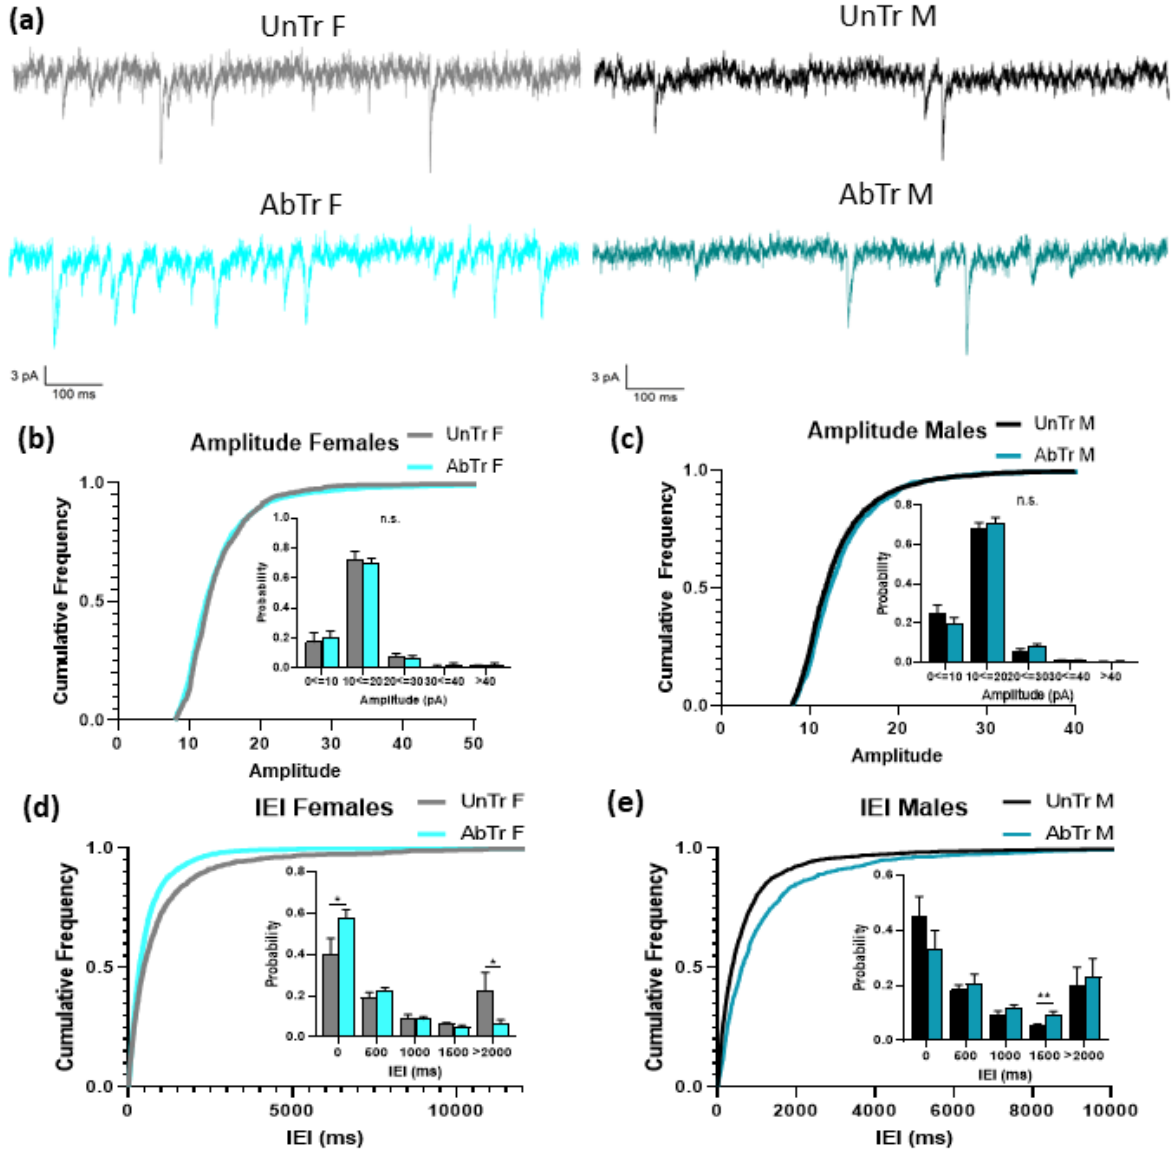 (a)
UnTr F
UnTr M
AbTr F
AbTr M
3 pA
100 ms
3 pA
100 ms
(b)
Amplitude Females
UnTr F
AbTr F
1.0
0.5
0.0
Cumulative Frequency
0 10 20 30 40 50
Amplitude
n.s.
1.0
0.8
0.6
0.4
0.2
0.0
Probability
0<=10 10<=20 20<=30 30<=40 >40
Amplitude (pA)
(c)
Amplitude Males
UnTr M
AbTr M
1.0
0.5
0.0
Cumulative Frequency
0 10 20 30 40
Amplitude
n.s.
0.8
0.6
0.4
0.2
0.0
Probability
0<=10 10<=20 20<=30 30<=40 >40
Amplitude (pA)
(d)
IEI Females
UnTr F
AbTr F
1.0
0.5
0.0
Cumulative Frequency
0 5000 10000
IEI (ms)
0.8
0.6
0.4
0.2
0.0
Probability
*
*
0 500 1000 1500 >2000
IEI (ms)
(e)
IEI Males
UnTr M
AbTr M
1.0
0.5
0.0
Cumulative Frequency
0 2000 4000 6000 8000 10000
IEI (ms)
0.6
0.4
0.2
0.0
Probability
**
0 500 1000 1500 >2000
IEI (ms)